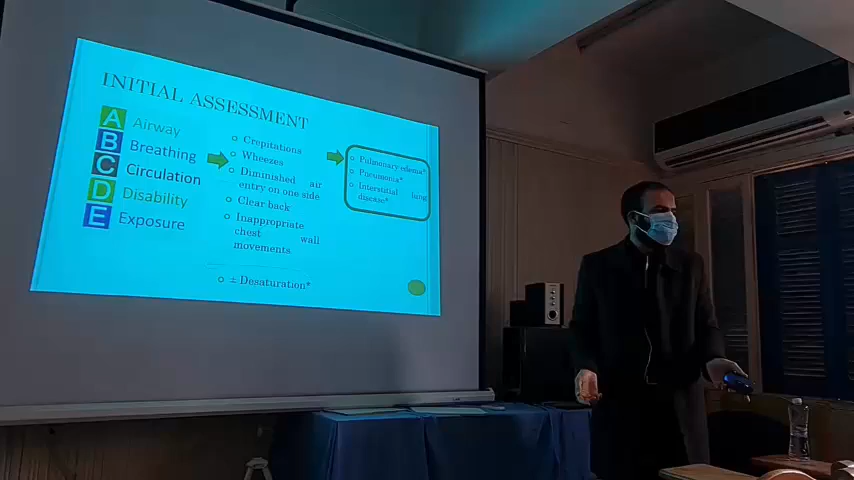 INITIAL ASSESSMENT
A Airway
B Breathing
C Circulation
D Disability
E Exposure
Crepitations
Wheezes
Diminished air
entry on one side
Clear back
Inappropriate
chest wall
movements
± Desaturation*
Pulmonary edema*
Pneumonia*
Interstitial lung
disease*